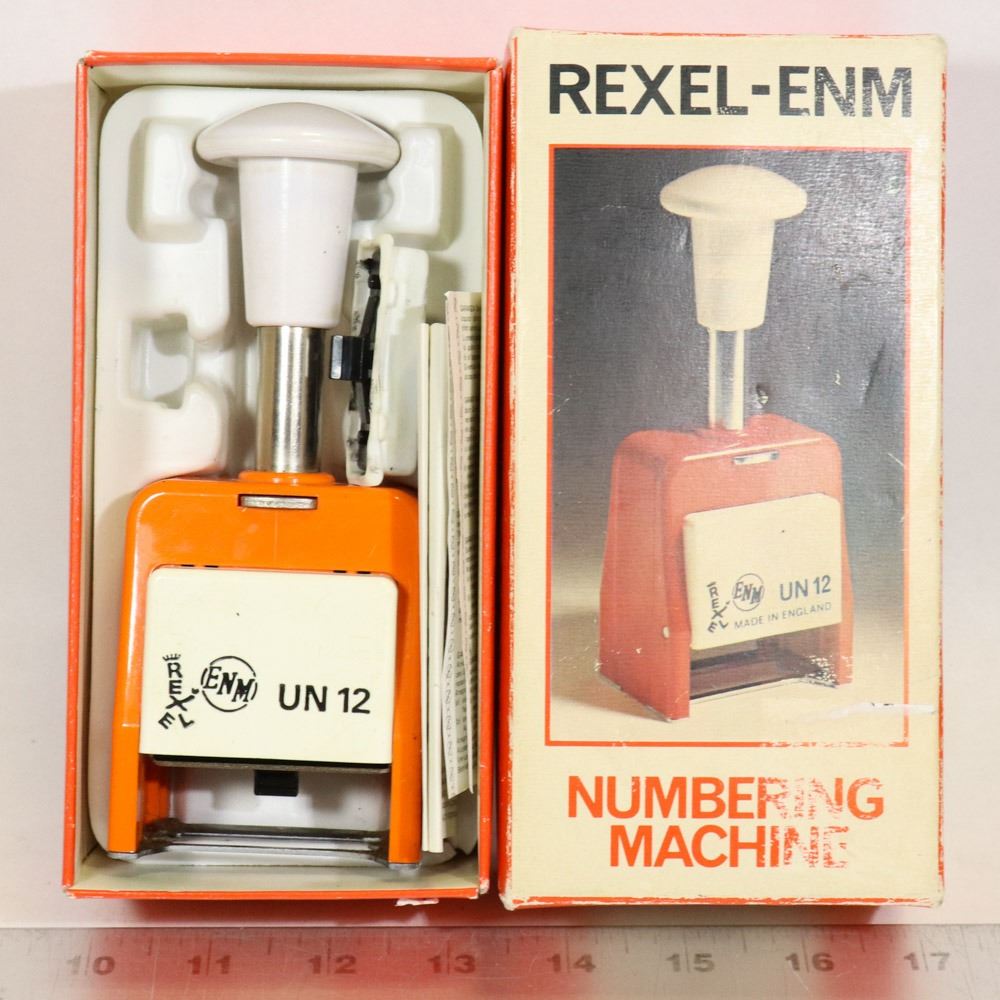 REXEL
ENM
UN 12
REXEL-ENM
REXEL
ENM
UN 12
MADE IN ENGLAND
NUMBERING
MACHINE
10 11 12 13 14 15 16 17